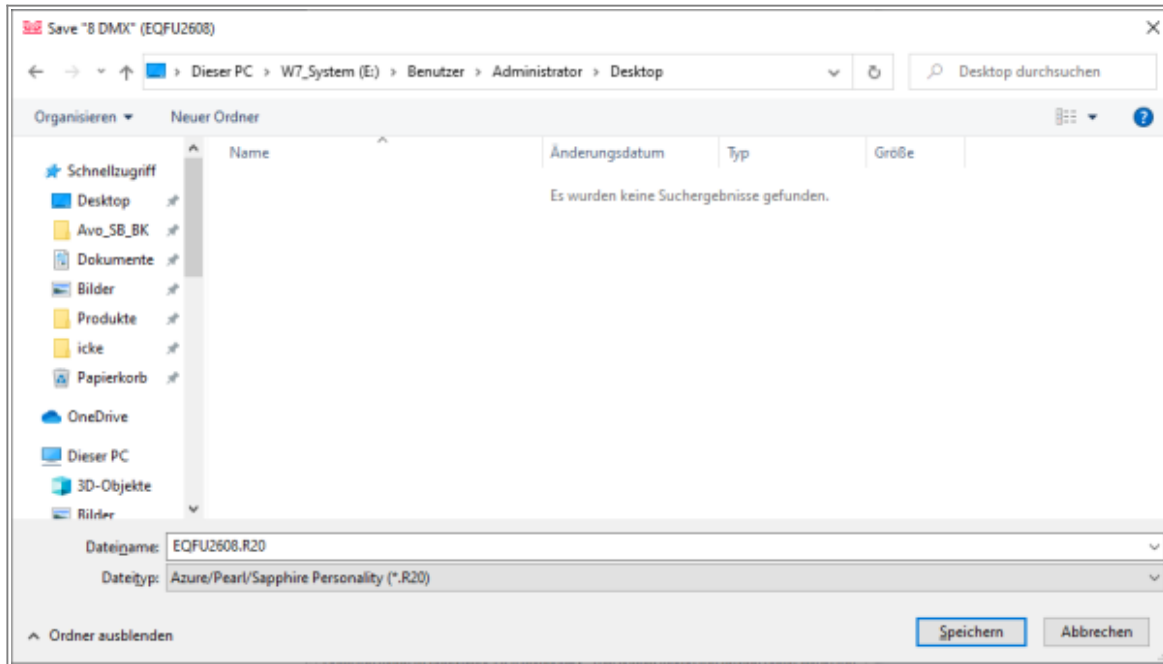 Save "8 DMX" (EQFU2608)
Dieser PC > W7_System (E:) > Benutzer > Administrator > Desktop
Desktop durchsuchen
Organisieren
Neuer Ordner
Name
Änderungsdatum
Typ
Größe
Es wurden keine Suchergebnisse gefunden.
Schnellzugriff
Desktop
Avo_SB_BK
Dokumente
Bilder
Produkte
icke
Papierkorb
OneDrive
Dieser PC
3D-Objekte
Bilder
Dateiname: EQFU2608.R20
Dateityp: Azure/Pearl/Sapphire Personality (*.R20)
Ordner ausblenden
Speichern
Abbrechen